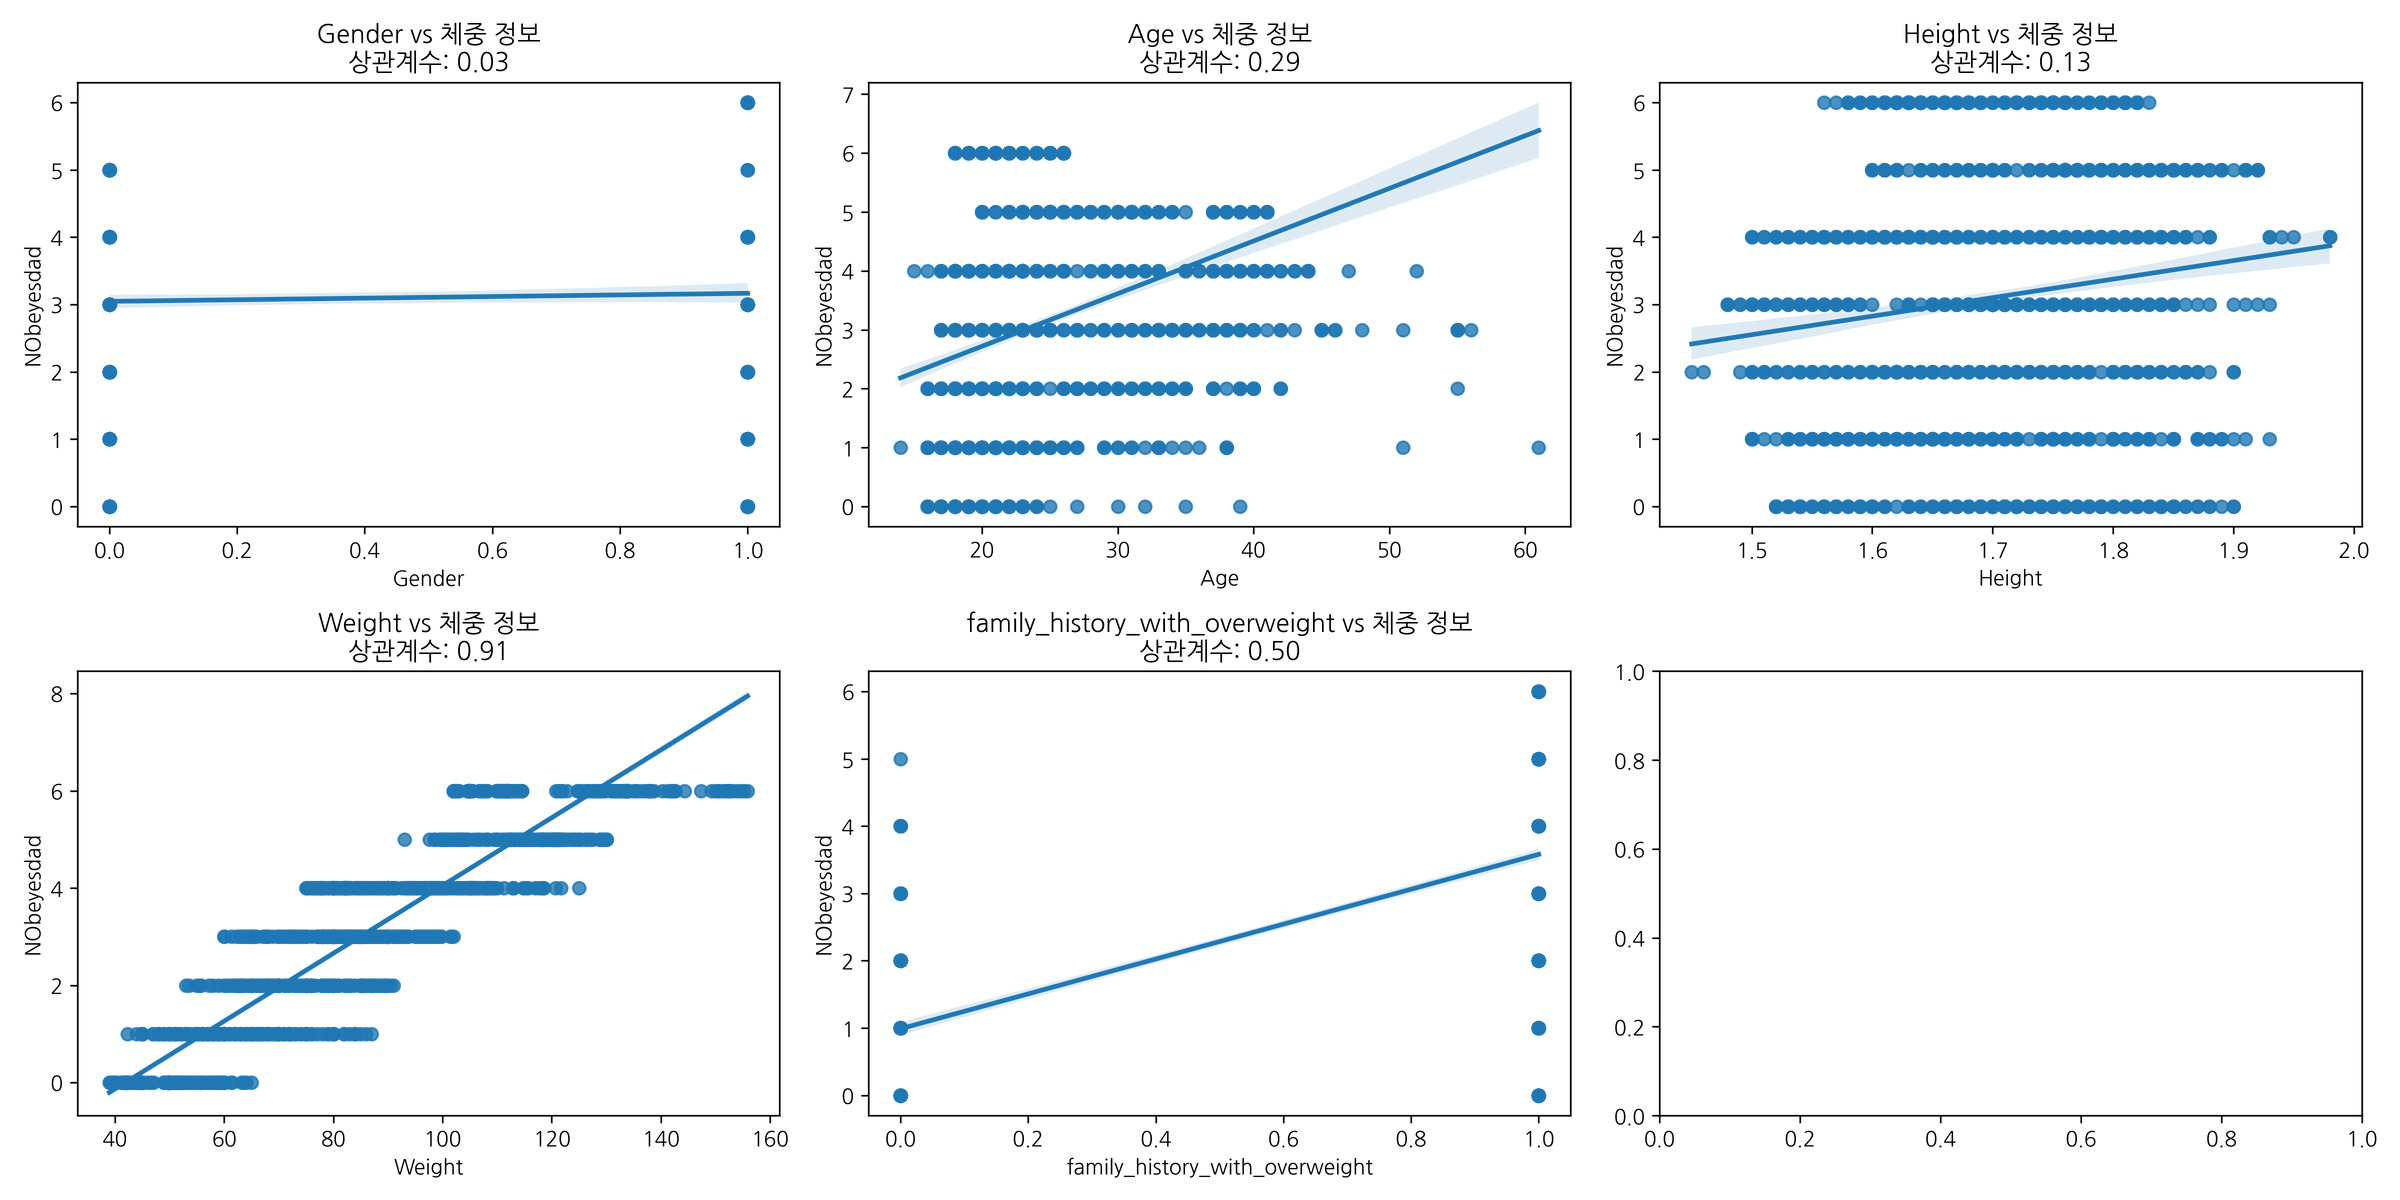 Gender vs 체중 정보
상관계수: 0.03
6
5
4
3
2
1
0
NObeyesdad
0.0 0.2 0.4 0.6 0.8 1.0
Gender
Age vs 체중 정보
상관계수: 0.29
7
6
5
4
3
2
1
0
NObeyesdad
20 30 40 50 60
Age
Height vs 체중 정보
상관계수: 0.13
6
5
4
3
2
1
0
NObeyesdad
1.5 1.6 1.7 1.8 1.9 2.0
Height
Weight vs 체중 정보
상관계수: 0.91
8
6
4
2
0
NObeyesdad
40 60 80 100 120 140 160
Weight
family_history_with_overweight vs 체중 정보
상관계수: 0.50
6
5
4
3
2
1
0
NObeyesdad
0.0 0.2 0.4 0.6 0.8 1.0
family_history_with_overweight
1.0
0.8
0.6
0.4
0.2
0.0
0.0 0.2 0.4 0.6 0.8 1.0